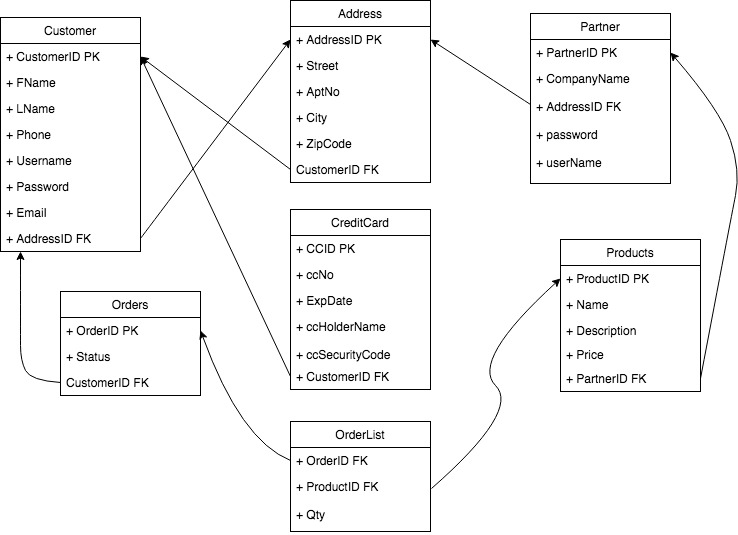 Customer
+ CustomerID PK
+ FName
+ LName
+ Phone
+ Username
+ Password
+ Email
+ AddressID FK
Address
+ AddressID PK
+ Street
+ AptNo
+ City
+ ZipCode
CustomerID FK
Partner
+ PartnerID PK
+ CompanyName
+ AddressID FK
+ password
+ userName
CreditCard
+ CCID PK
+ ccNo
+ ExpDate
+ ccHolderName
+ ccSecurityCode
+ CustomerID FK
Products
+ ProductID PK
+ Name
+ Description
+ Price
+ PartnerID FK
Orders
+ OrderID PK
+ Status
CustomerID FK
OrderList
+ OrderID FK
+ ProductID FK
+ Qty